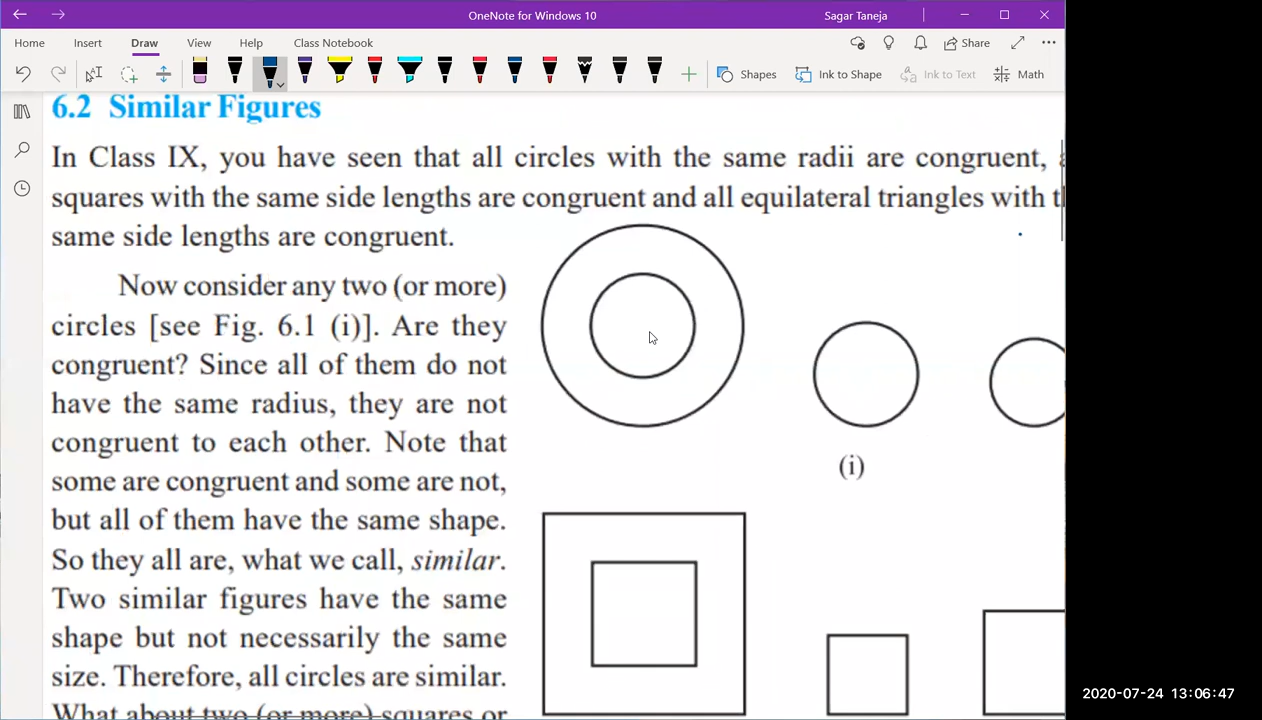 OneNote for Windows 10
Sagar Taneja
Home Insert Draw View Help Class Notebook
Share
Shapes Ink to Shape Ink to Text Math
6.2 Similar Figures
In Class IX, you have seen that all circles with the same radii are congruent,
squares with the same side lengths are congruent and all equilateral triangles with
same side lengths are congruent.
Now consider any two (or more)
circles [see Fig. 6.1 (i)]. Are they
congruent? Since all of them do not
have the same radius, they are not
congruent to each other. Note that
some are congruent and some are not,
but all of them have the same shape.
So they all are, what we call, similar.
Two similar figures have the same
shape but not necessarily the same
size. Therefore, all circles are similar.
What about two (or more) squares or
(i)
2020-07-24 13:06:47